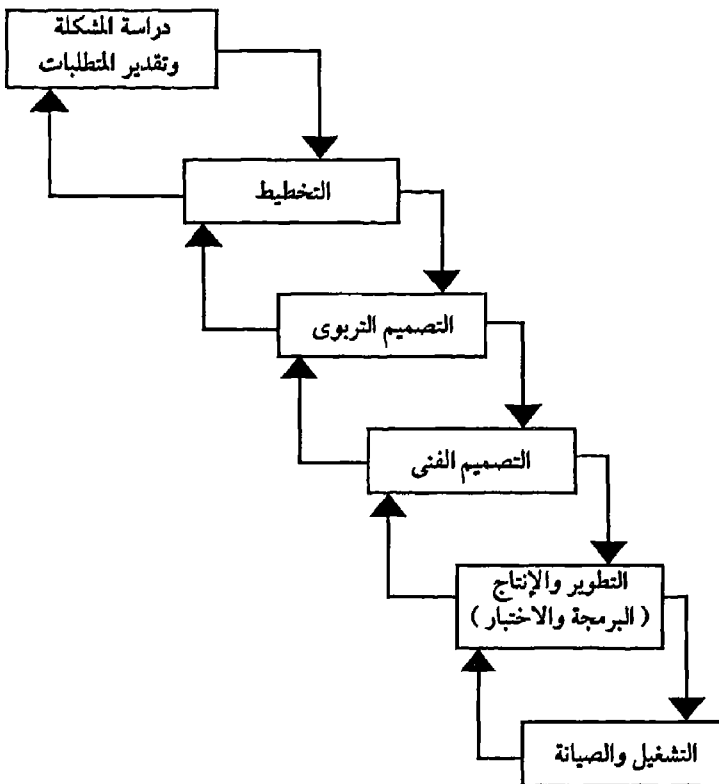 دراسة المشكلة
وتقدير المتطلبات
التخطيط
التصميم التربوى
التصميم الفنى
التطوير والإنتاج
( البرمجة والاختبار )
التشغيل والصيانة